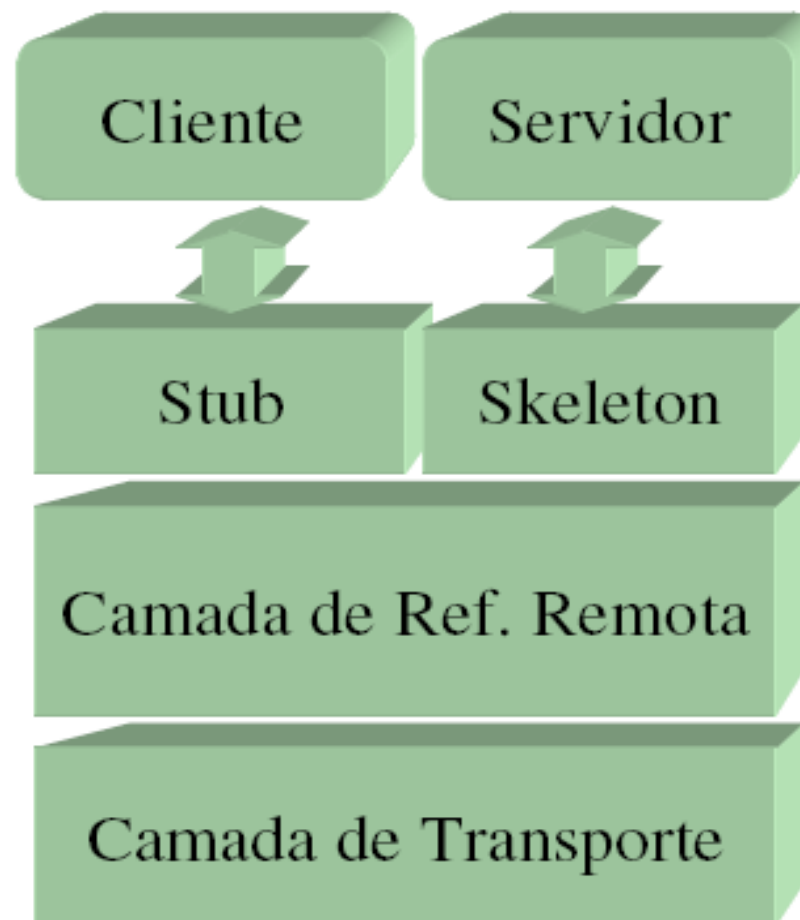 Cliente
Servidor
Stub
Skeleton
Camada de Ref. Remota
Camada de Transporte